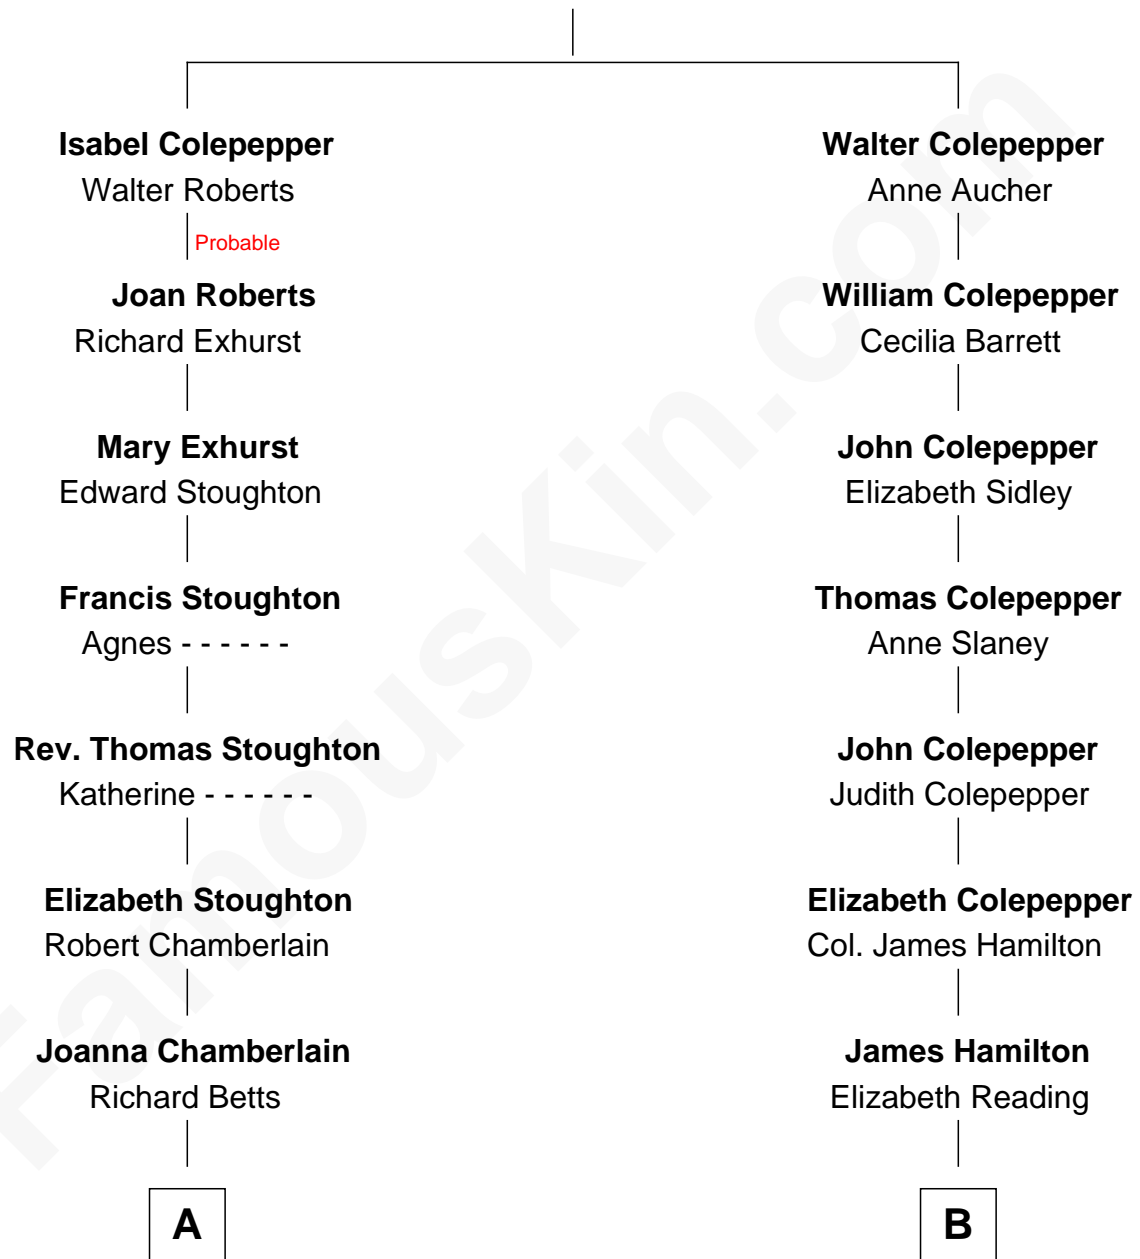 Isabel Colepepper
Walter Roberts
Probable
Joan Roberts
Richard Exhurst
Mary Exhurst
Edward Stoughton
Francis Stoughton
Agnes - - - - - -
Rev. Thomas Stoughton
Katherine - - - - - -
Elizabeth Stoughton
Robert Chamberlain
Joanna Chamberlain
Richard Betts
A
Walter Colepepper
Anne Aucher
William Colepepper
Cecilia Barrett
John Colepepper
Elizabeth Sidley
Thomas Colepepper
Anne Slaney
John Colepepper
Judith Colepepper
Elizabeth Colepepper
Col. James Hamilton
James Hamilton
Elizabeth Reading
B
FamousKin.com